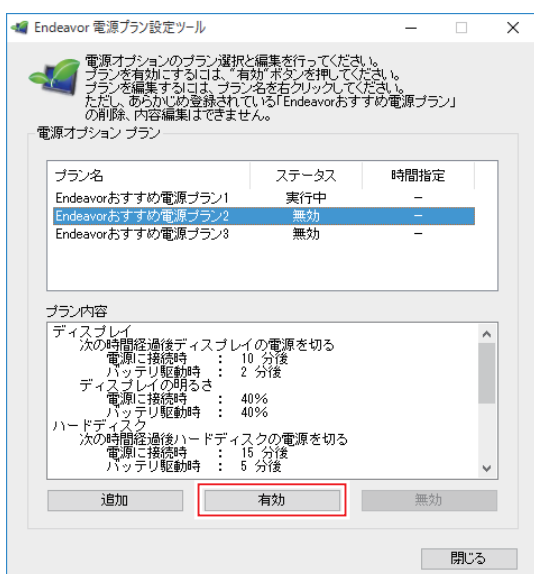 Endeavor 電源プラン設定ツール
電源オプションのプラン選択と編集を行ってください。
プランを有効にするには、"有効"ボタンを押してください。
プランを編集するには、プラン名を右クリックしてください。
ただし、あらかじめ登録されている「Endeavorおすすめ電源プラン」
の削除、内容編集はできません。
電源オプション プラン
プラン名 ステータス 時間指定
Endeavorおすすめ電源プラン1 実行中 －
Endeavorおすすめ電源プラン2 無効 －
Endeavorおすすめ電源プラン3 無効 －
プラン内容
ディスプレイ
次の時間経過後ディスプレイの電源を切る
電源に接続時 : 10 分後
バッテリ駆動時 : 2 分後
ディスプレイの明るさ
電源に接続時 : 40%
バッテリ駆動時 : 40%
ハードディスク
次の時間経過後ハードディスクの電源を切る
電源に接続時 : 15 分後
バッテリ駆動時 : 5 分後
追加 有効 無効
閉じる